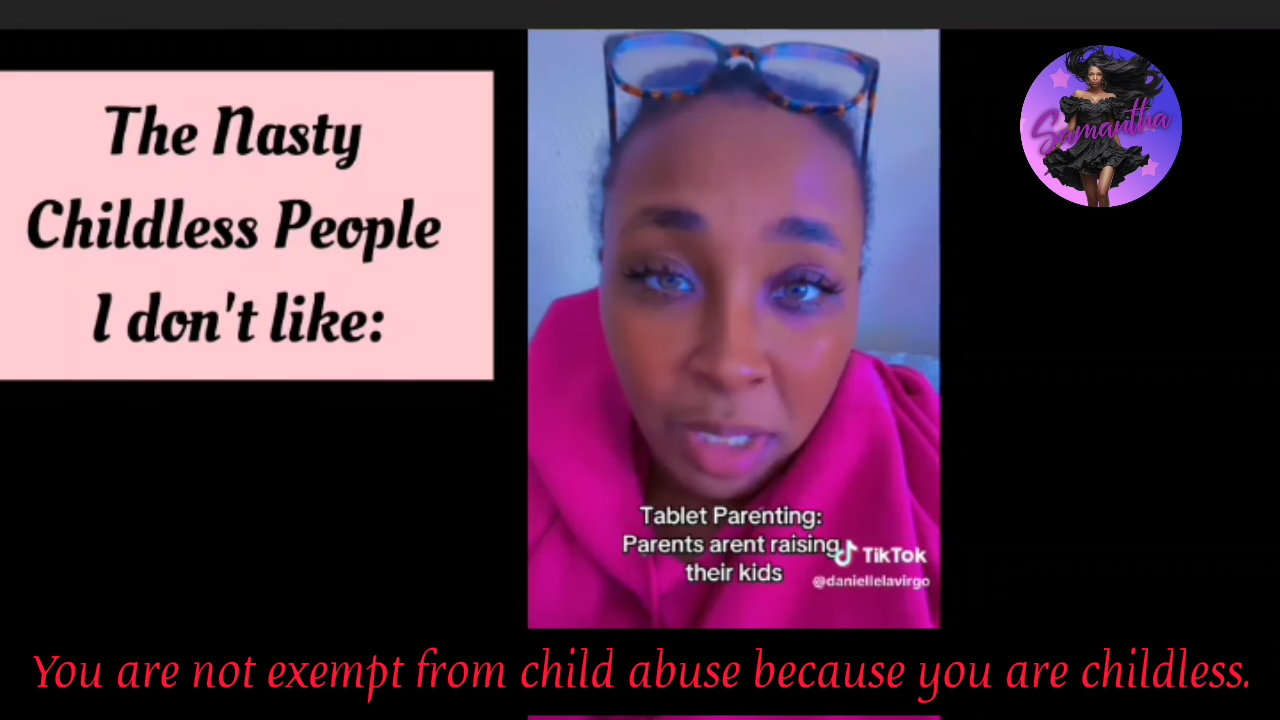 The Nasty
Childless People
I don't like:
Samantha
Tablet Parenting:
Parents arent raising
their kids
TikTok
@daniellelavirgo
You are not exempt from child abuse because you are childless.